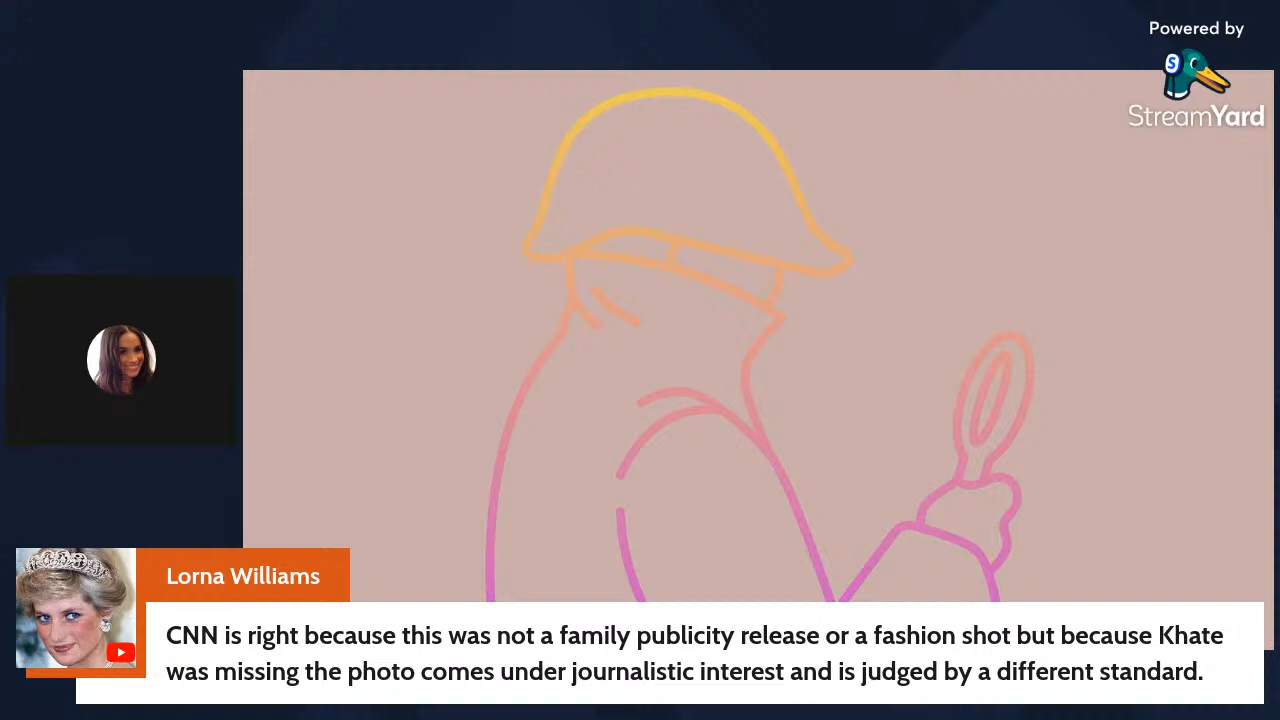 Powered by
S
StreamYard
Lorna Williams
CNN is right because this was not a family publicity release or a fashion shot but because Khate
was missing the photo comes under journalistic interest and is judged by a different standard.